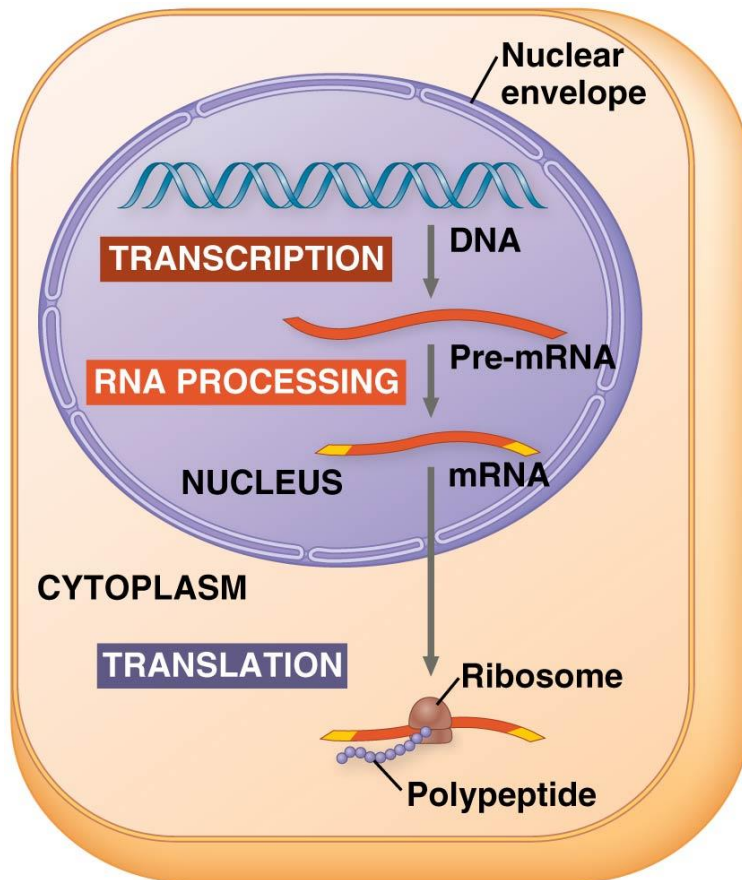 Nuclear
envelope
DNA
TRANSCRIPTION
Pre-mRNA
RNA PROCESSING
NUCLEUS
mRNA
CYTOPLASM
TRANSLATION
Ribosome
Polypeptide